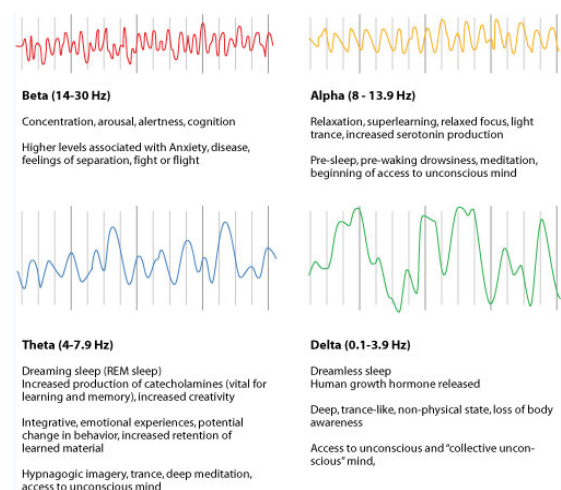 Beta (14-30 Hz)
Concentration, arousal, alertness, cognition
Higher levels associated with Anxiety, disease,
feelings of separation, fight or flight
Alpha (8 - 13.9 Hz)
Relaxation, superlearning, relaxed focus, light
trance, increased serotonin production
Pre-sleep, pre-waking drowsiness, meditation,
beginning of access to unconscious mind
Theta (4-7.9 Hz)
Dreaming sleep (REM sleep)
Increased production of catecholamines (vital for
learning and memory), increased creativity
Integrative, emotional experiences, potential
change in behavior, increased retention of
learned material
Hypnagogic imagery, trance, deep meditation,
access to unconscious mind
Delta (0.1-3.9 Hz)
Dreamless sleep
Human growth hormone released
Deep, trance-like, non-physical state, loss of body
awareness
Access to unconscious and "collective uncon-
scious" mind,